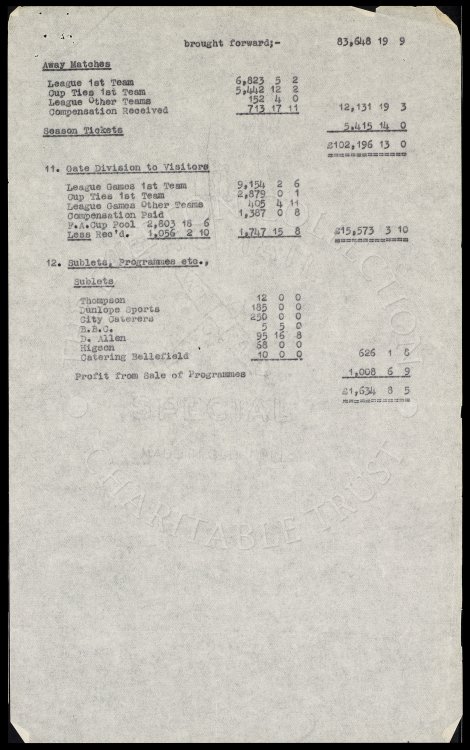 brought forward;- 83,648 19 9
Away Matches
League 1st Team 6,823 5 2
Cup Ties 1st Team 5,442 12 2
League Other Teams 152 4 0
Compensation Received 713 17 11 12,131 19 3
Season Tickets 5,415 14 0
£102,196 13 0
11. Gate Division to Visitors
League Games 1st Team 9,154 2 6
Cup Ties 1st Team 2,879 0 1
League Games Other Teams 405 4 11
Compensation Paid 1,387 0 8
F.A.Cup Pool 2,803 18 6
Less Rec'd. 1,056 2 10 1,747 15 8 £15,573 3 10
12. Sublets, Programmes etc.,
Sublets
Thompson 12 0 0
Dunlops Sports 185 0 0
City Caterers 250 0 0
B.B.C. 5 5 0
D. Allen 95 16 8
Higson 68 0 0
Catering Bellefield 10 0 0 626 1 8
Profit from Sale of Programmes 1,008 6 9
£1,634 8 5
SPECIAL
CHARITABLE TRUST